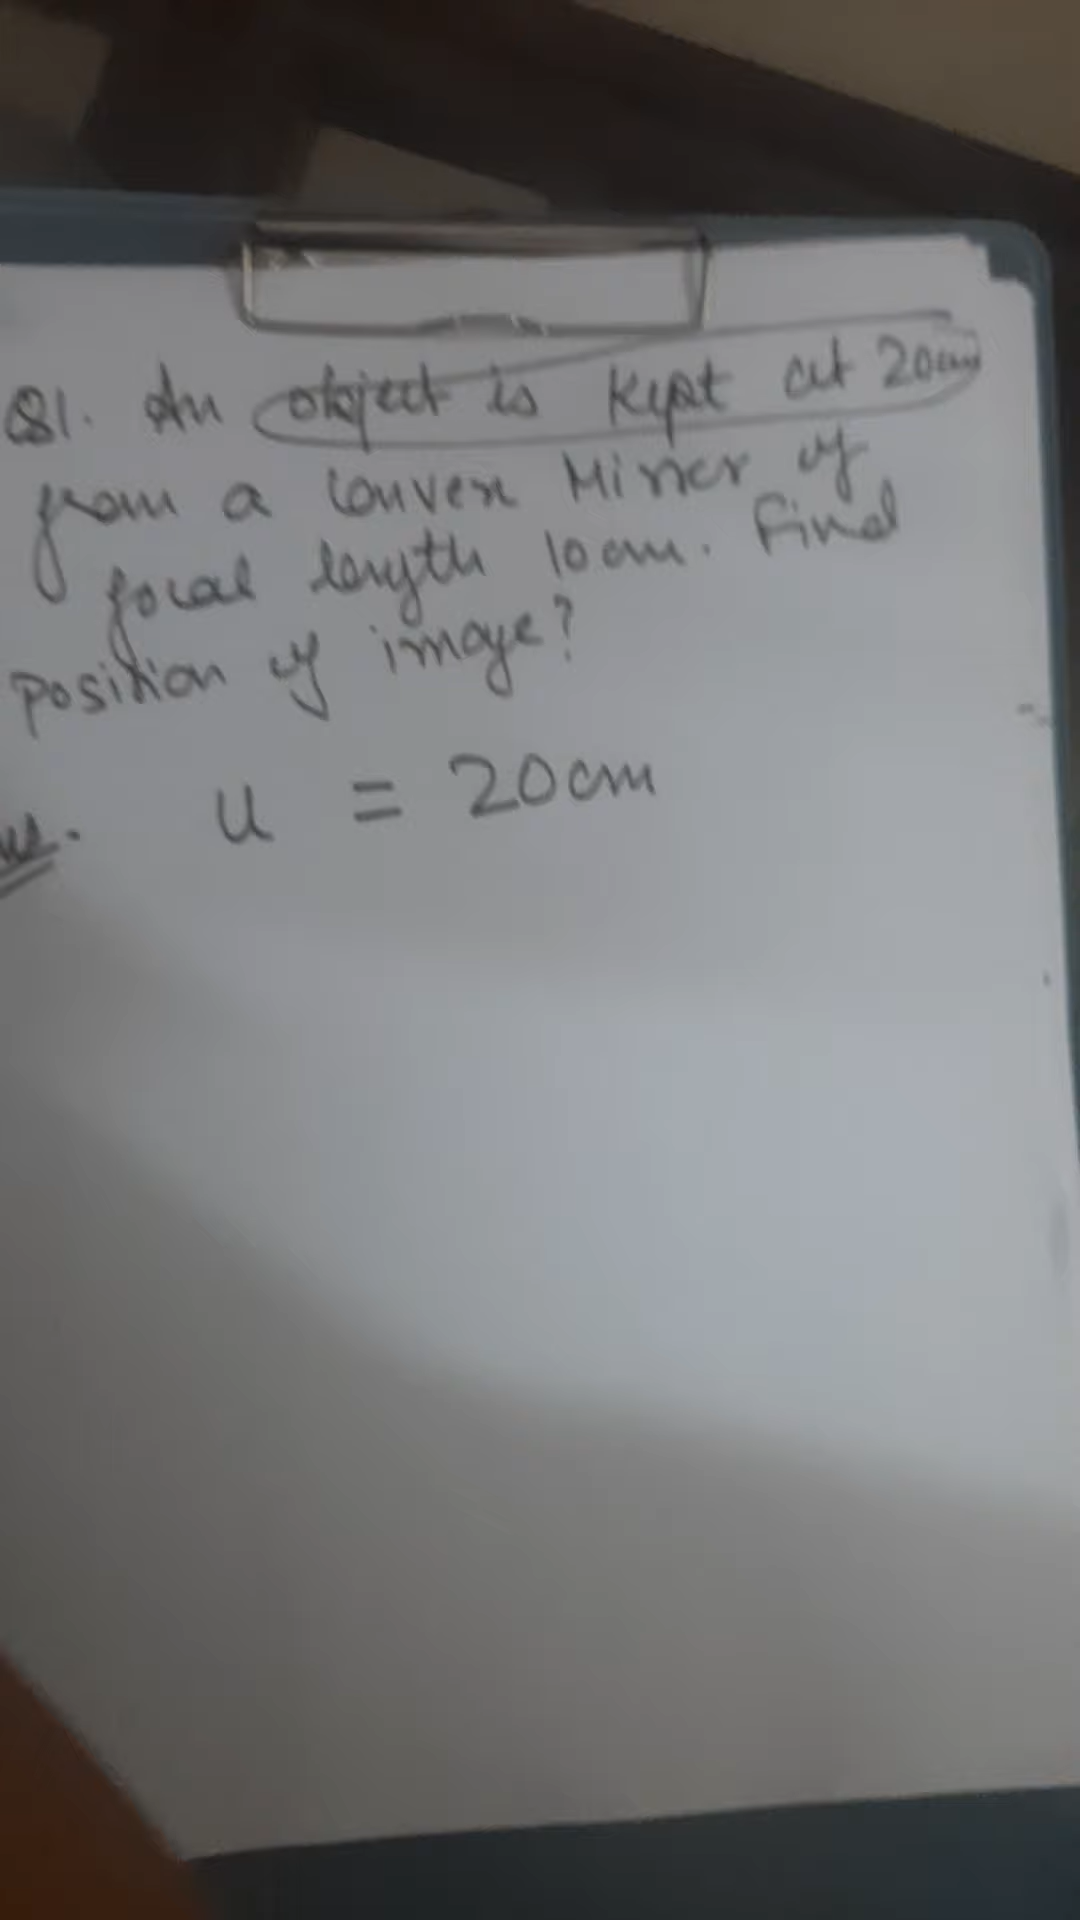 Q1. An object is kept at 20cm
from a convex Mirror of
focal length 10cm. Find
position of image?
u = 20cm